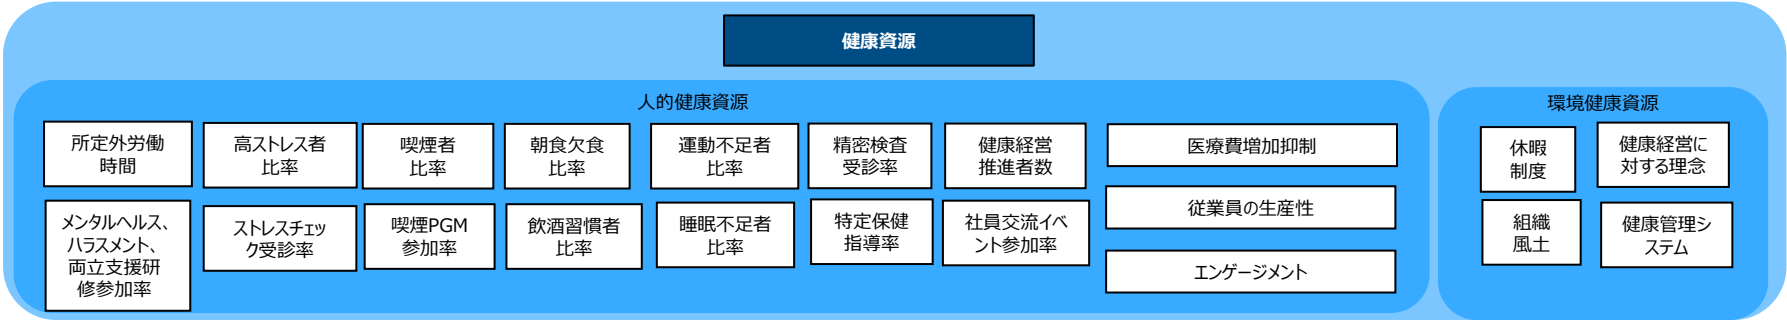 健康資源
人的健康資源
所定外労働
時間
高ストレス者
比率
喫煙者
比率
朝食欠食
比率
運動不足者
比率
精密検査
受診率
健康経営
推進者数
医療費増加抑制
メンタルヘルス、
ハラスメント、
両立支援研
修参加率
ストレスチェッ
ク受診率
喫煙PGM
参加率
飲酒習慣者
比率
睡眠不足者
比率
特定保健
指導率
社員交流イベ
ント参加率
従業員の生産性
エンゲージメント
環境健康資源
休暇
制度
健康経営に
対する理念
組織
風土
健康管理シ
ステム